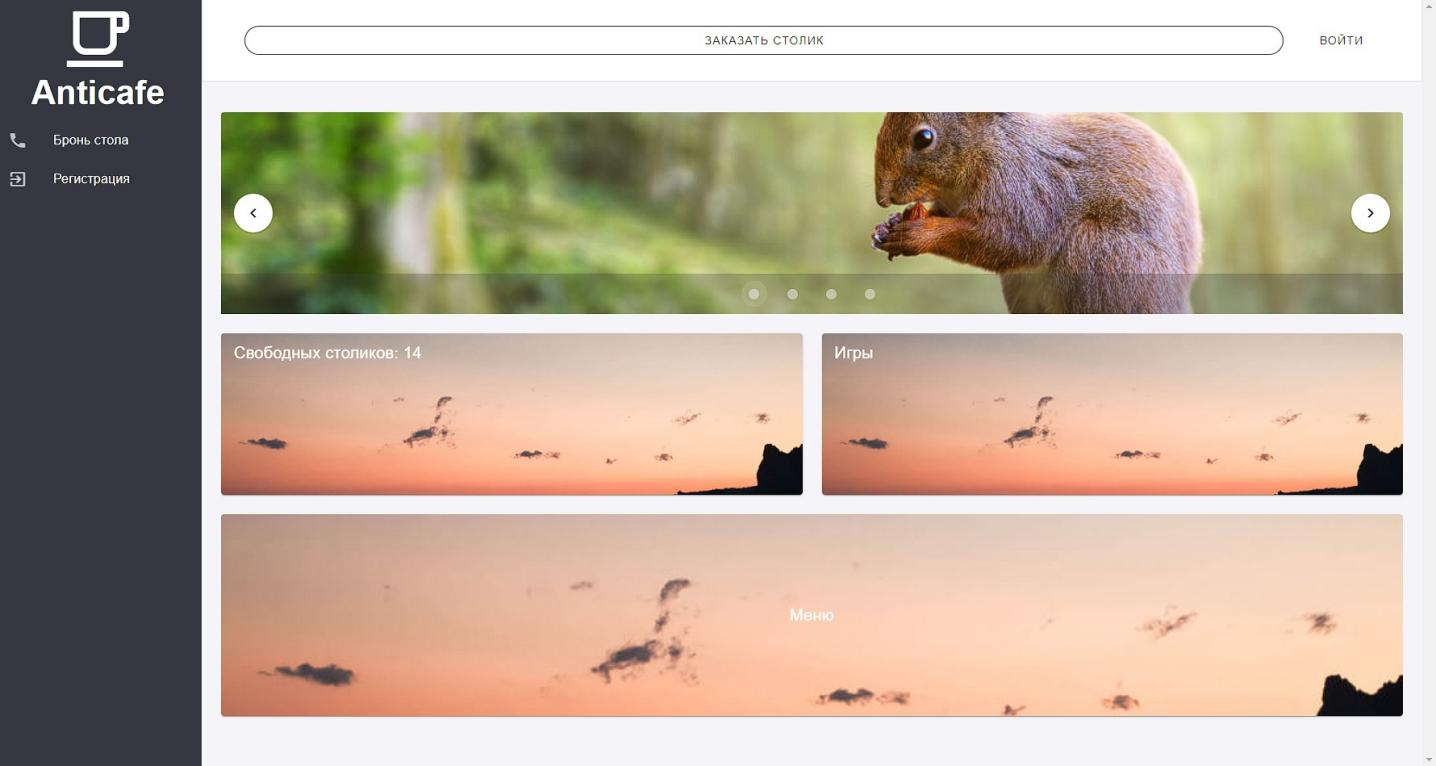 Anticafe
Бронь стола
Регистрация
ЗАКАЗАТЬ СТОЛИК
ВОЙТИ
Свободных столиков: 14
Игры
Меню